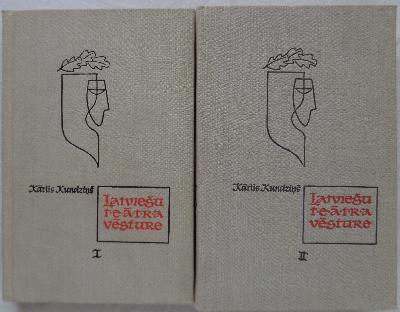 Kārlis Kundziņš
Latviešu
teātra
vēsture
I
Kārlis Kundziņš
Latviešu
teātra
vēsture
II